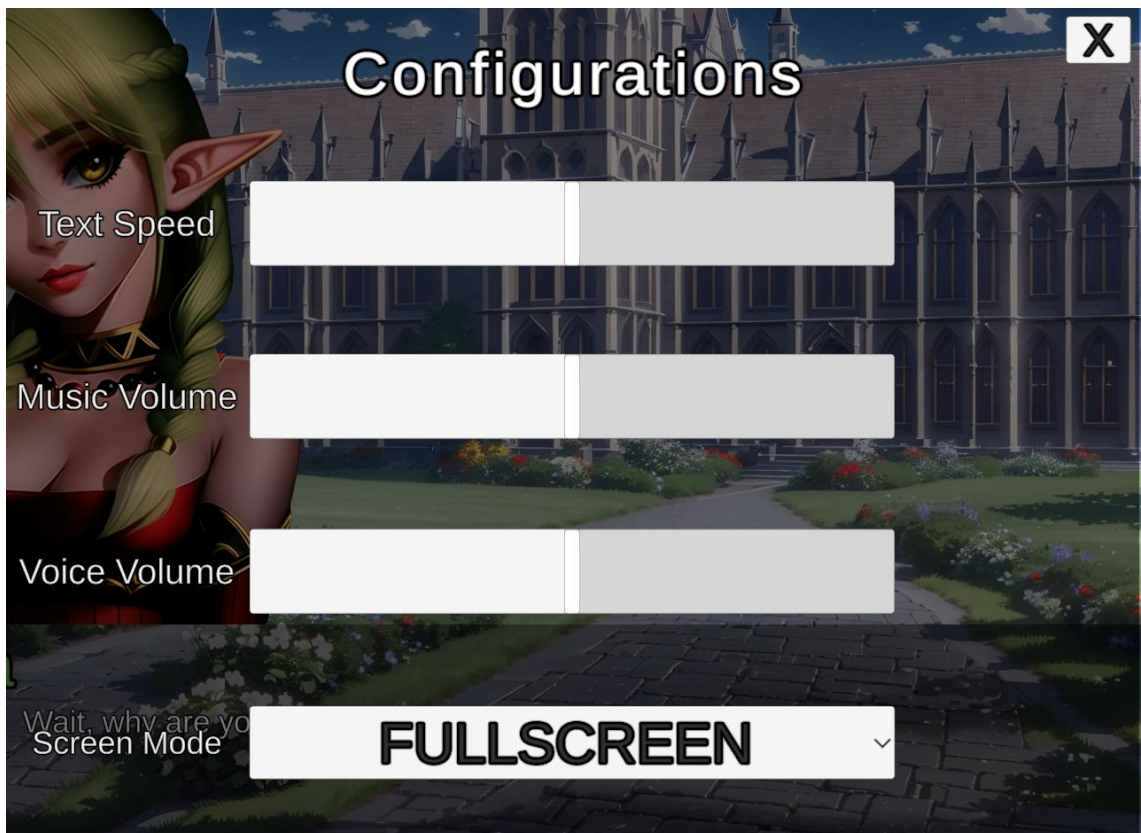 X
Configurations
Text Speed
Music Volume
Voice Volume
Wait, why are yo
Screen Mode
FULLSCREEN